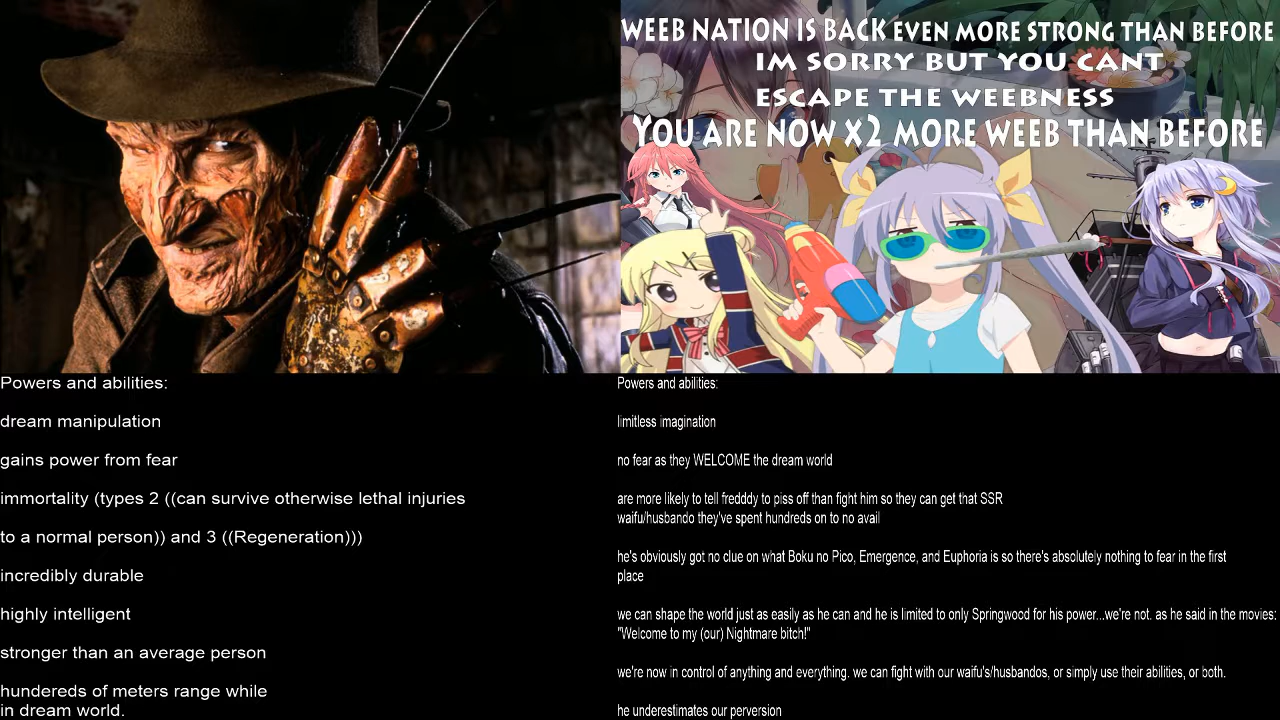 WEEB NATION IS BACK EVEN MORE STRONG THAN BEFORE
IM SORRY BUT YOU CANT
ESCAPE THE WEEBNESS
YOU ARE NOW X2 MORE WEEB THAN BEFORE
Powers and abilities:
dream manipulation
gains power from fear
immortality (types 2 ((can survive otherwise lethal injuries
to a normal person)) and 3 ((Regeneration)))
incredibly durable
highly intelligent
stronger than an average person
hundereds of meters range while
in dream world.
Powers and abilities:
limitless imagination
no fear as they WELCOME the dream world
are more likely to tell fredddy to piss off than fight him so they can get that SSR
waifu/husbando they've spent hundreds on to no avail
he's obviously got no clue on what Boku no Pico, Emergence, and Euphoria is so there's absolutely nothing to fear in the first
place
we can shape the world just as easily as he can and he is limited to only Springwood for his power...we're not. as he said in the movies:
"Welcome to my (our) Nightmare bitch!"
we're now in control of anything and everything. we can fight with our waifu's/husbandos, or simply use their abilities, or both.
he underestimates our perversion